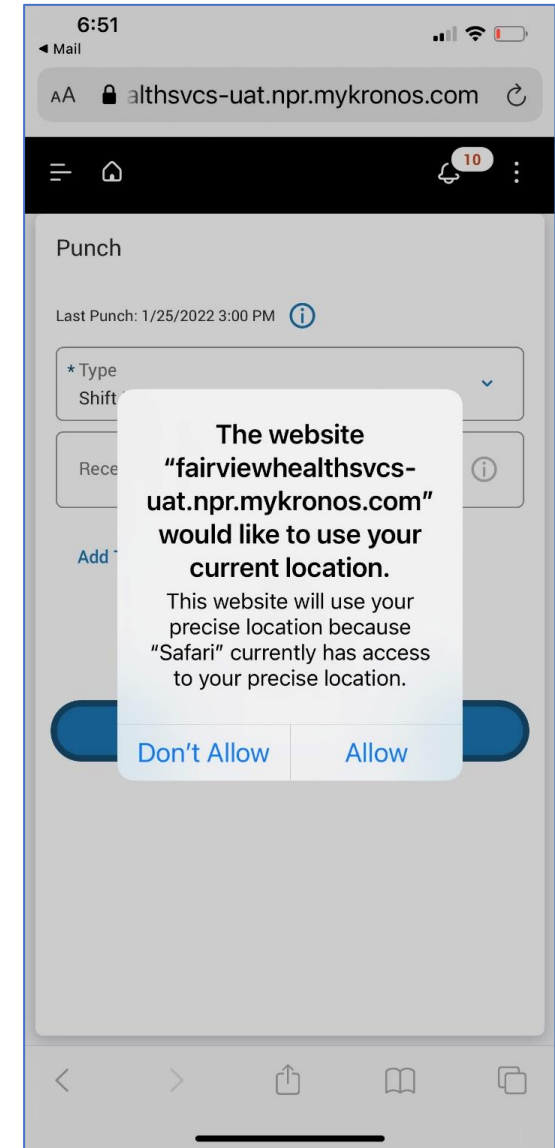 6:51
Mail
AA althsvcs-uat.npr.mykronos.com
10
Punch
Last Punch: 1/25/2022 3:00 PM
* Type
Shift
Rece
Add
The website
“fairviewhealthsvcs-
uat.npr.mykronos.com”
would like to use your
current location.
This website will use your
precise location because
“Safari” currently has access
to your precise location.
Don’t Allow Allow